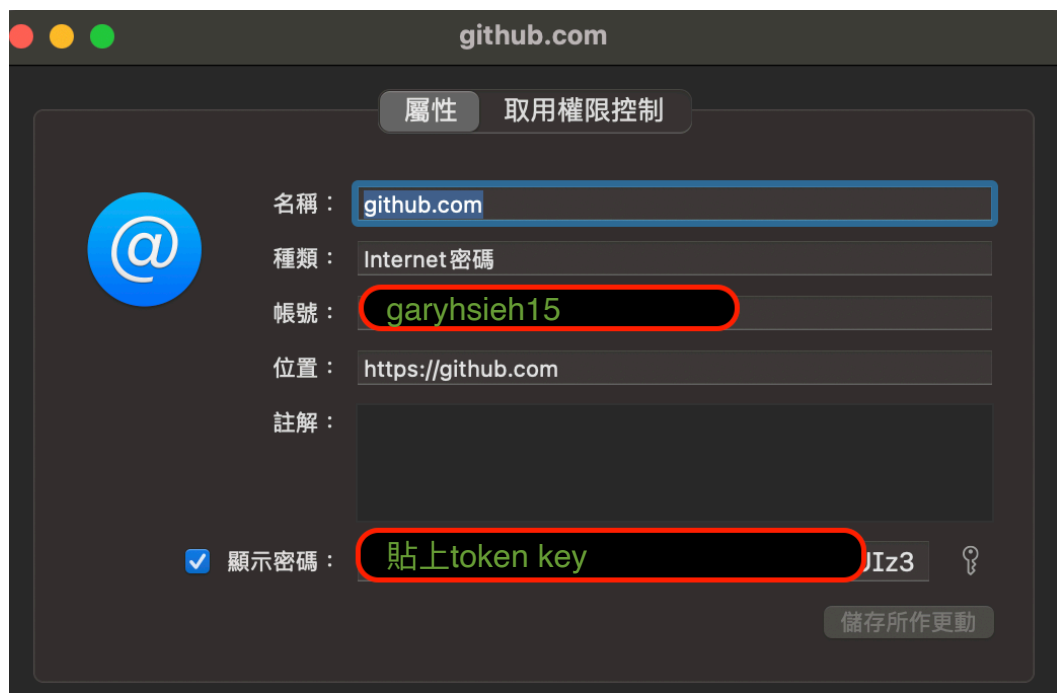 github.com
屬性 取用權限控制
名稱： github.com
種類： Internet密碼
帳號： garyhsieh15
位置： https://github.com
註解：
顯示密碼： 貼上token key JIz3
儲存所作更動